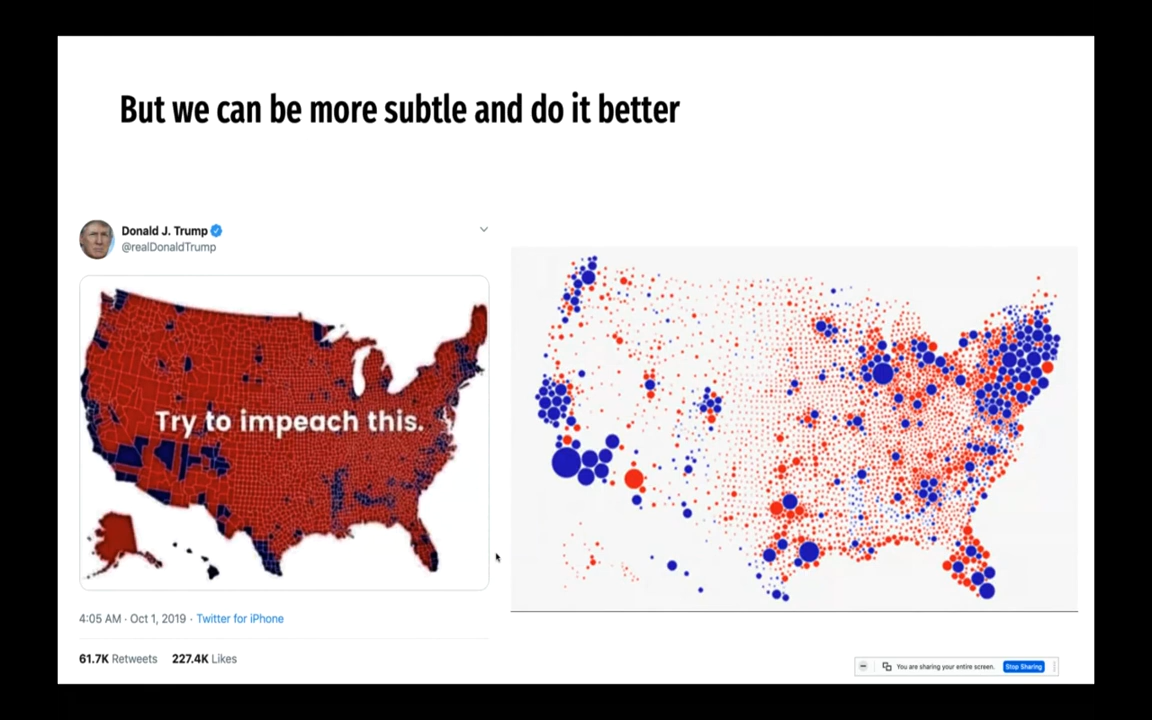 But we can be more subtle and do it better
Donald J. Trump
@realDonaldTrump
Try to impeach this.
4:05 AM · Oct 1, 2019 · Twitter for iPhone
61.7K Retweets 227.4K Likes
You are sharing your entire screen. Stop Sharing